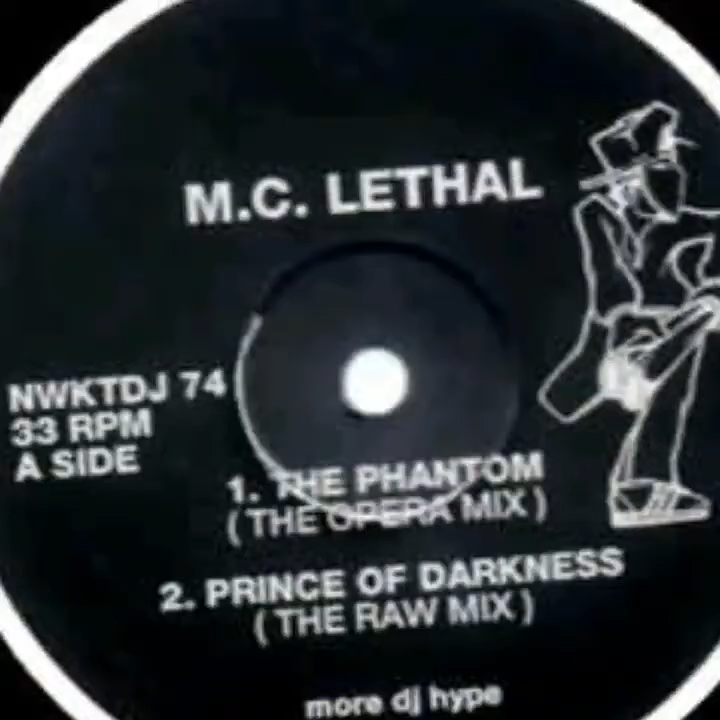 M.C. LETHAL
NWKTDJ 74
33 RPM
A SIDE
1. THE PHANTOM
( THE OPERA MIX )
2. PRINCE OF DARKNESS
( THE RAW MIX )
more dj hype